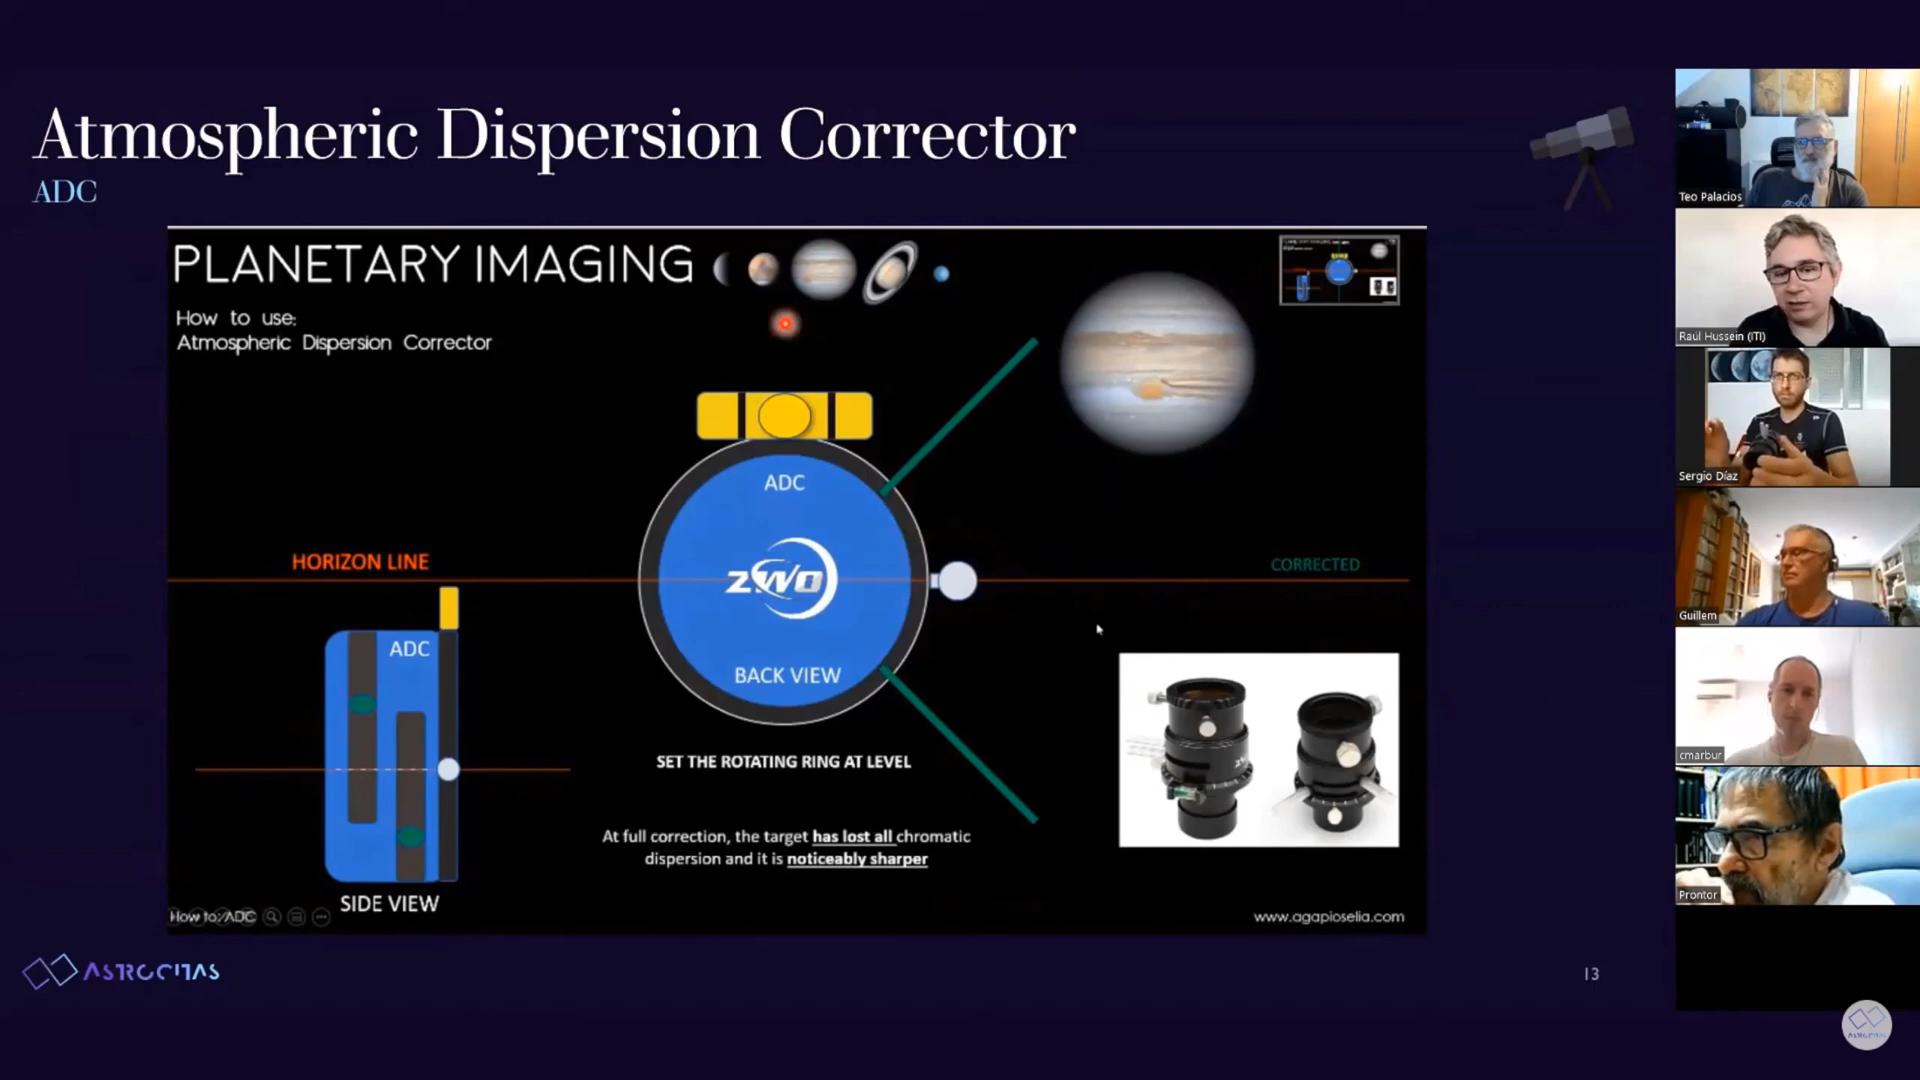 Atmospheric Dispersion Corrector
ADC
PLANETARY IMAGING
How to use:
Atmospheric Dispersion Corrector
ADC
HORIZON LINE
CORRECTED
ZWO
ADC
BACK VIEW
SET THE ROTATING RING AT LEVEL
At full correction, the target has lost all chromatic
dispersion and it is noticeably sharper
SIDE VIEW
How to: ADC
www.agapioselia.com
ASTROCITAS
13
Teo Palacios
Raúl Hussein (ITI)
Sergio Díaz
Guillem
cmarbur
Prontor